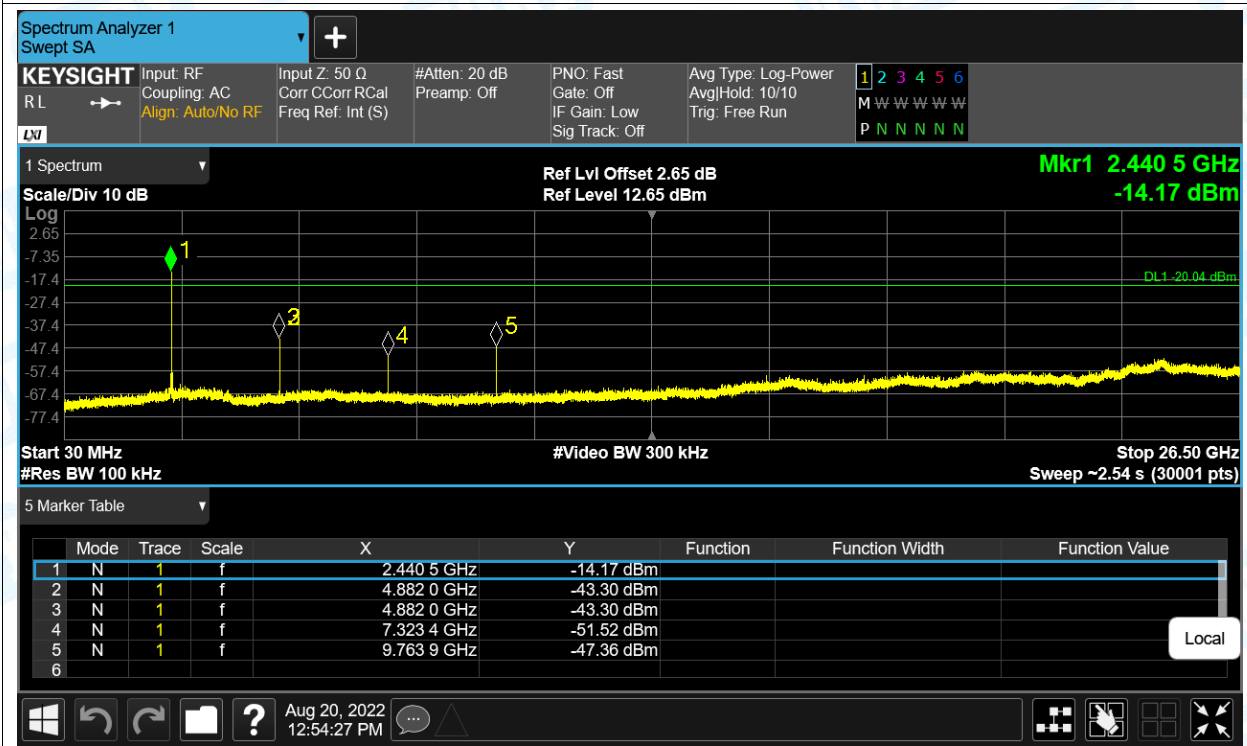 Spectrum Analyzer 1
Swept SA
+
KEYSIGHT Input: RF Input Z: 50 Ω #Atten: 20 dB PNO: Fast Avg Type: Log-Power 1 2 3 4 5 6
R L Coupling: AC Corr CCorr RCal Preamp: Off Gate: Off Avg|Hold: 10/10 M W W W W W W
Align: Auto/No RF Freq Ref: Int (S) IF Gain: Low Trig: Free Run
LXI Sig Track: Off P N N N N N N
1 Spectrum
Ref Lvl Offset 2.65 dB Mkr1 2.440 5 GHz
Scale/Div 10 dB Ref Level 12.65 dBm -14.17 dBm
Log
2.65
1
-7.35
-17.4 DL1 -20.04 dBm
-27.4
-37.4 3 4 5
-47.4
-57.4
-67.4
-77.4
Start 30 MHz #Video BW 300 kHz Stop 26.50 GHz
#Res BW 100 kHz Sweep ~2.54 s (30001 pts)
5 Marker Table
Mode Trace Scale X Y Function Function Width Function Value
1 N 1 f 2.440 5 GHz -14.17 dBm
2 N 1 f 4.882 0 GHz -43.30 dBm
3 N 1 f 4.882 0 GHz -43.30 dBm
4 N 1 f 7.323 4 GHz -51.52 dBm
5 N 1 f 9.763 9 GHz -47.36 dBm
6
Local
? Aug 20, 2022
12:54:27 PM